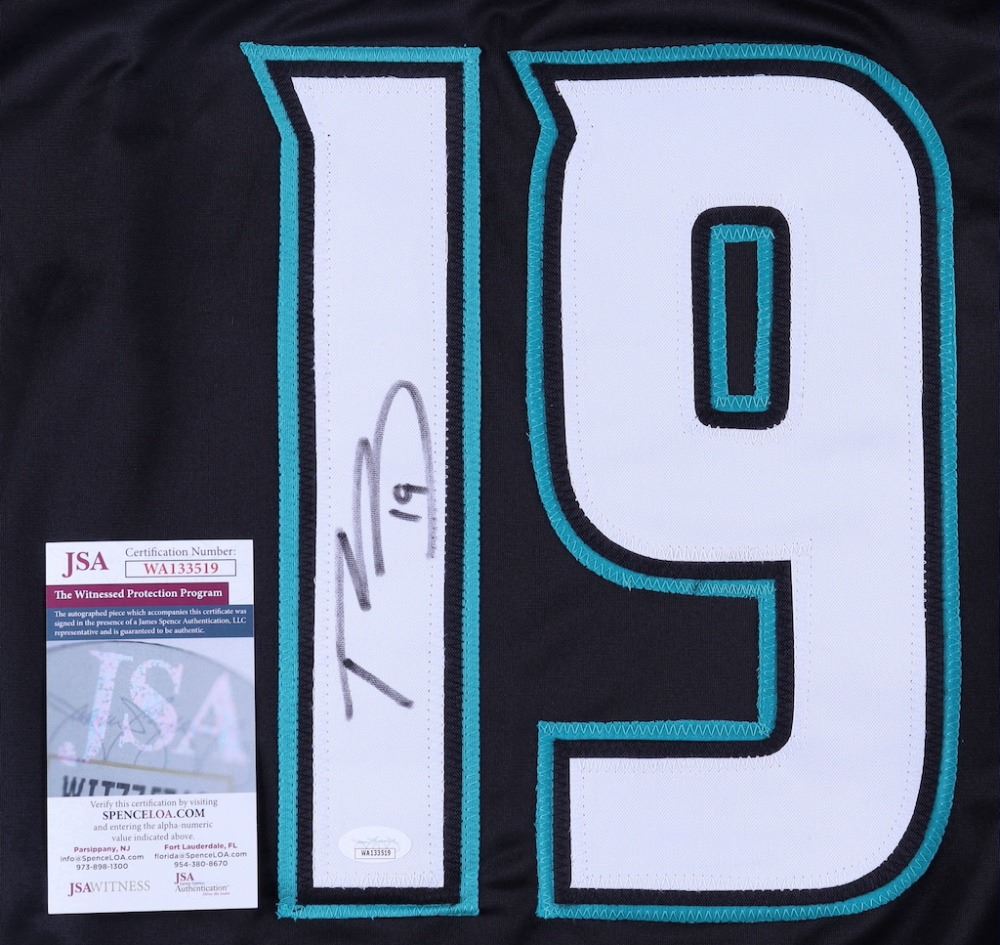 19
19
JSA
Certification Number:
WA133519
The Witnessed Protection Program
The autographed piece which accompanies this certificate was
signed in the presence of a James Spence Authentication, LLC
representative and is guaranteed to be authentic.
JSA
Verify this certification by visiting
SPENCELOA.COM
and entering the alpha-numeric
value indicated above.
Parsippany, NJ
info@SpenceLOA.com
973-898-1300
Fort Lauderdale, FL
florida@SpenceLOA.com
954-380-8670
JSAWITNESS
JSA
Authentication
WA133519